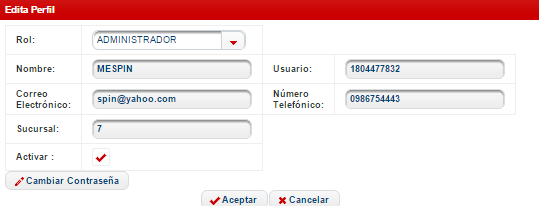 Edita Perfil
Rol: ADMINISTRADOR
Nombre: MESPIN Usuario: 1804477832
Correo Electrónico: spin@yahoo.com Número Telefónico: 0986754443
Sucursal: 7
Activar :
Cambiar Contraseña
Aceptar Cancelar